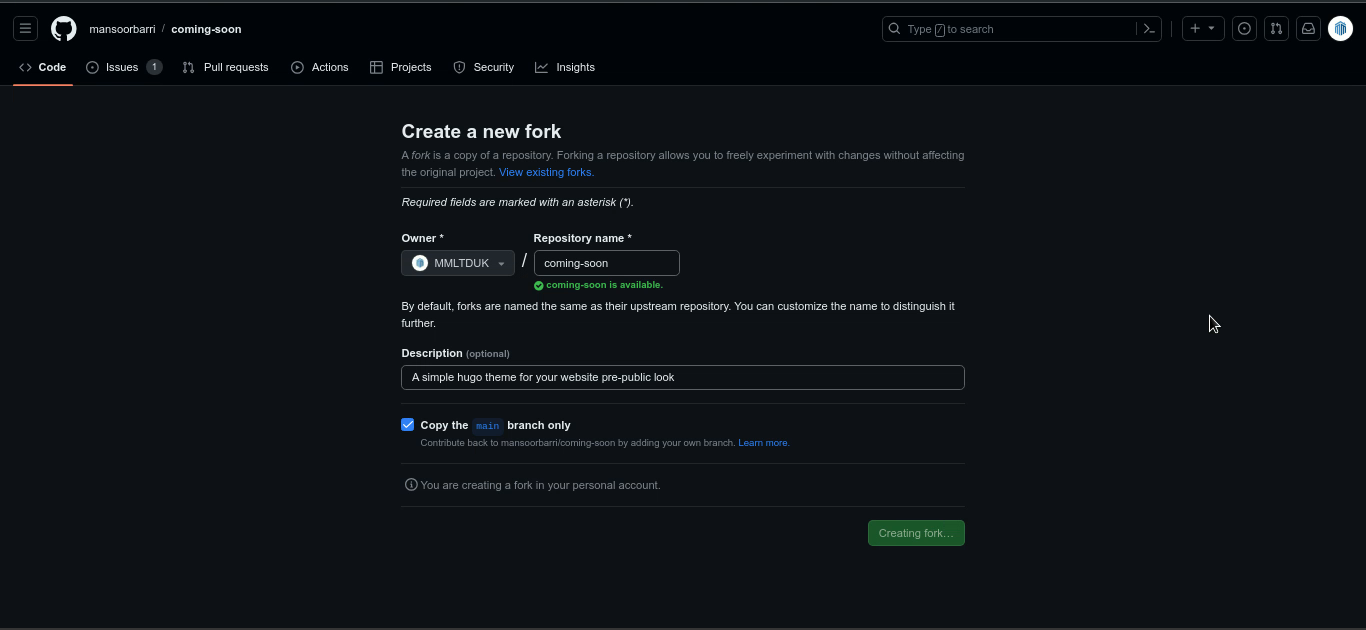 mansoorbarri / coming-soon
Type / to search
Code
Issues 1
Pull requests
Actions
Projects
Security
Insights
Create a new fork
A fork is a copy of a repository. Forking a repository allows you to freely experiment with changes without affecting
the original project. View existing forks.
Required fields are marked with an asterisk (*).
Owner *
Repository name *
MMLTDUK / coming-soon
coming-soon is available.
By default, forks are named the same as their upstream repository. You can customize the name to distinguish it
further.
Description (optional)
A simple hugo theme for your website pre-public look
Copy the main branch only
Contribute back to mansoorbarri/coming-soon by adding your own branch. Learn more.
You are creating a fork in your personal account.
Creating fork…